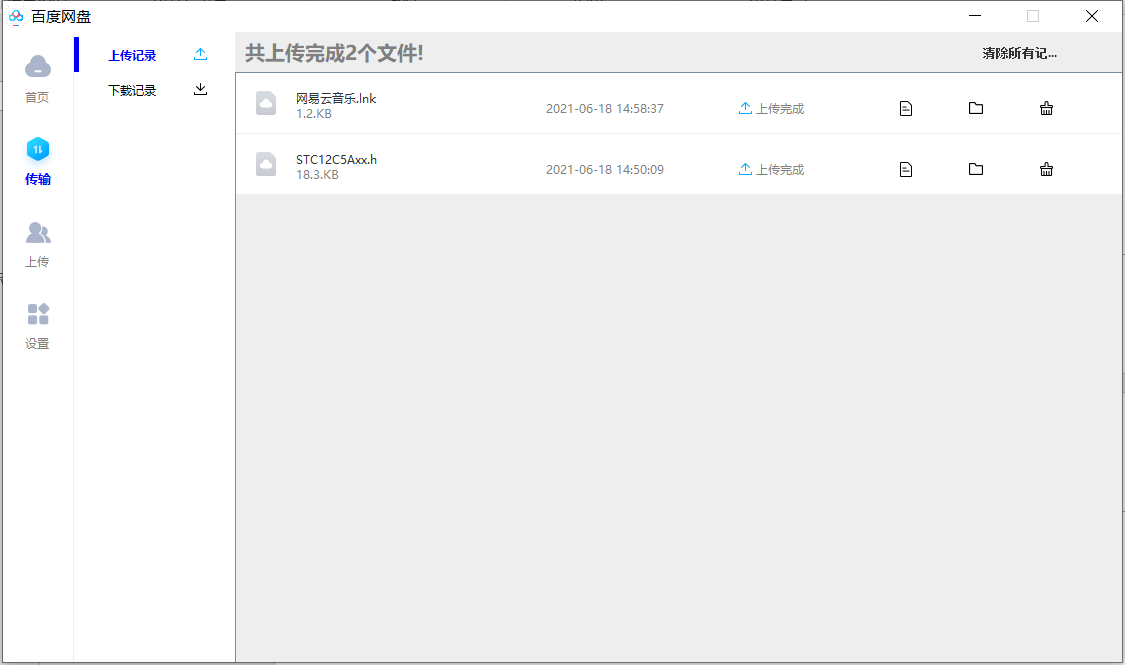 百度网盘
首页
传输
上传
设置
上传记录
下载记录
共上传完成2个文件!
清除所有记...
网易云音乐.lnk
1.2.KB
2021-06-18 14:58:37
上传完成
STC12C5Axx.h
18.3.KB
2021-06-18 14:50:09
上传完成